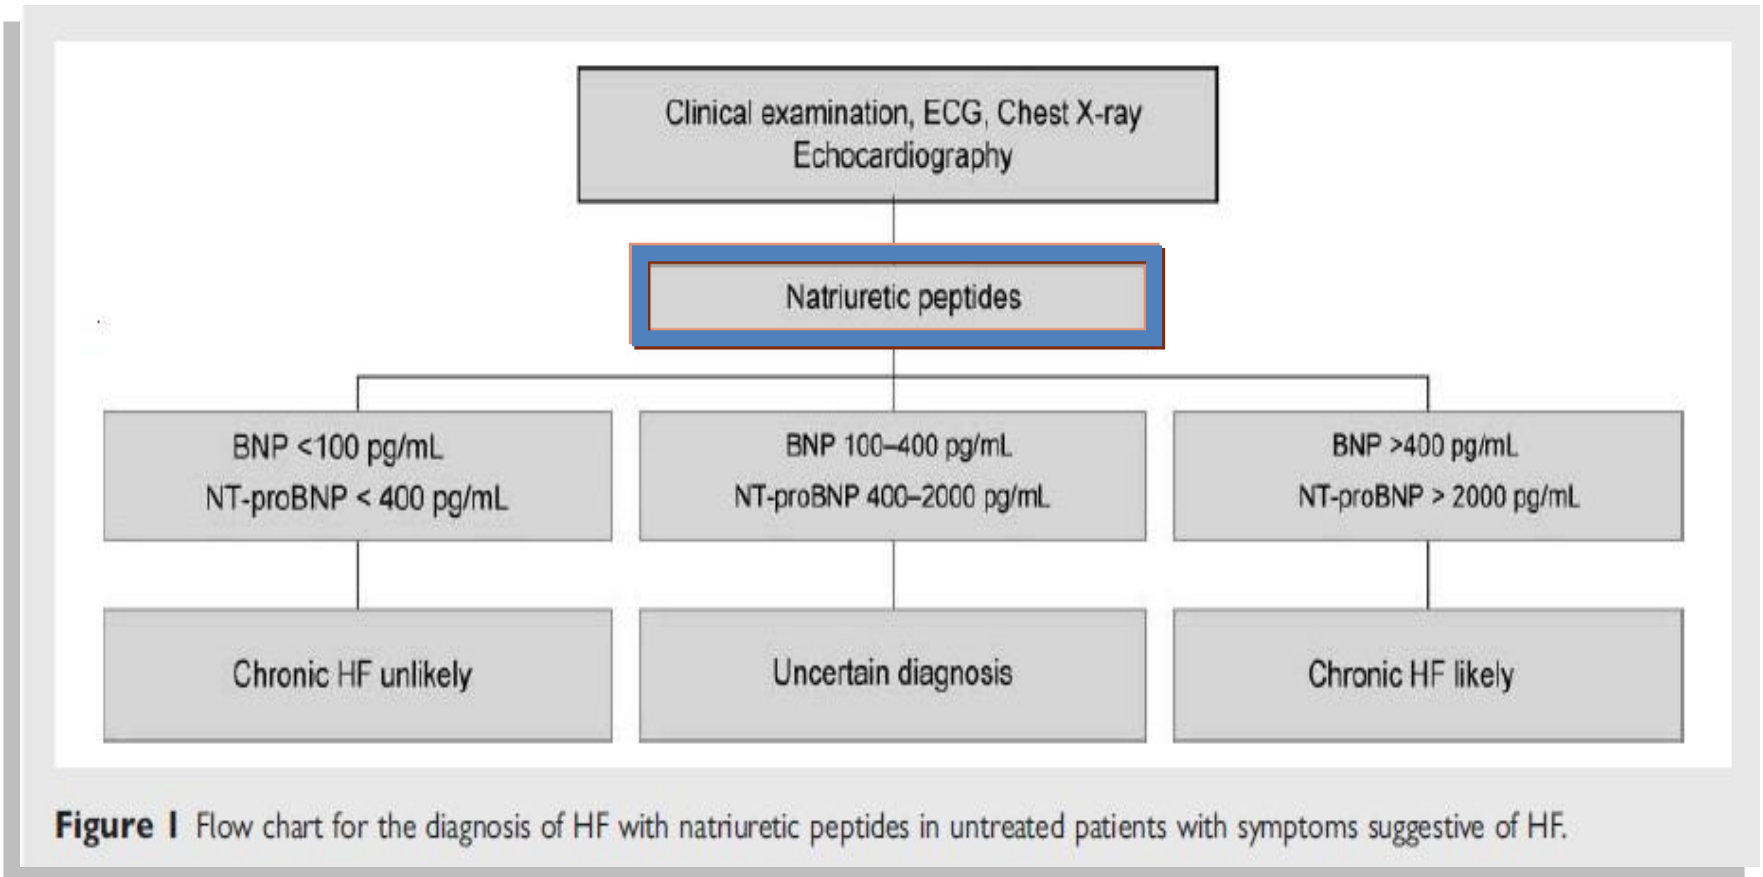 Clinical examination, ECG, Chest X-ray
Echocardiography
Natriuretic peptides
BNP <100 pg/mL
NT-proBNP < 400 pg/mL
BNP 100–400 pg/mL
NT-proBNP 400–2000 pg/mL
BNP >400 pg/mL
NT-proBNP > 2000 pg/mL
Chronic HF unlikely
Uncertain diagnosis
Chronic HF likely
Figure 1 Flow chart for the diagnosis of HF with natriuretic peptides in untreated patients with symptoms suggestive of HF.